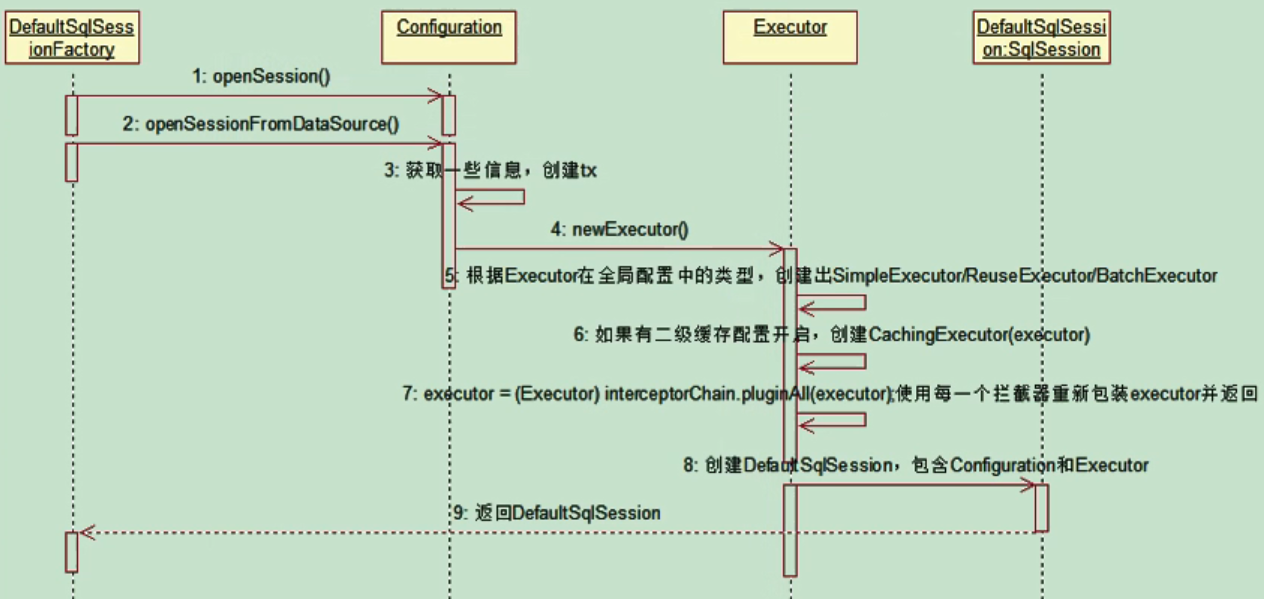 DefaultSqlSess
ionFactory
Configuration
Executor
DefaultSqlSessi
on:SqlSession
1: openSession()
2: openSessionFromDataSource()
3: 获取一些信息，创建tx
4: newExecutor()
5: 根据Executor在全局配置中的类型，创建出SimpleExecutor/ReuseExecutor/BatchExecutor
6: 如果有二级缓存配置开启，创建CachingExecutor(executor)
7: executor = (Executor) interceptorChain.pluginAll(executor);使用每一个拦截器重新包装executor并返回
8: 创建DefaultSqlSession，包含Configuration和Executor
9: 返回DefaultSqlSession